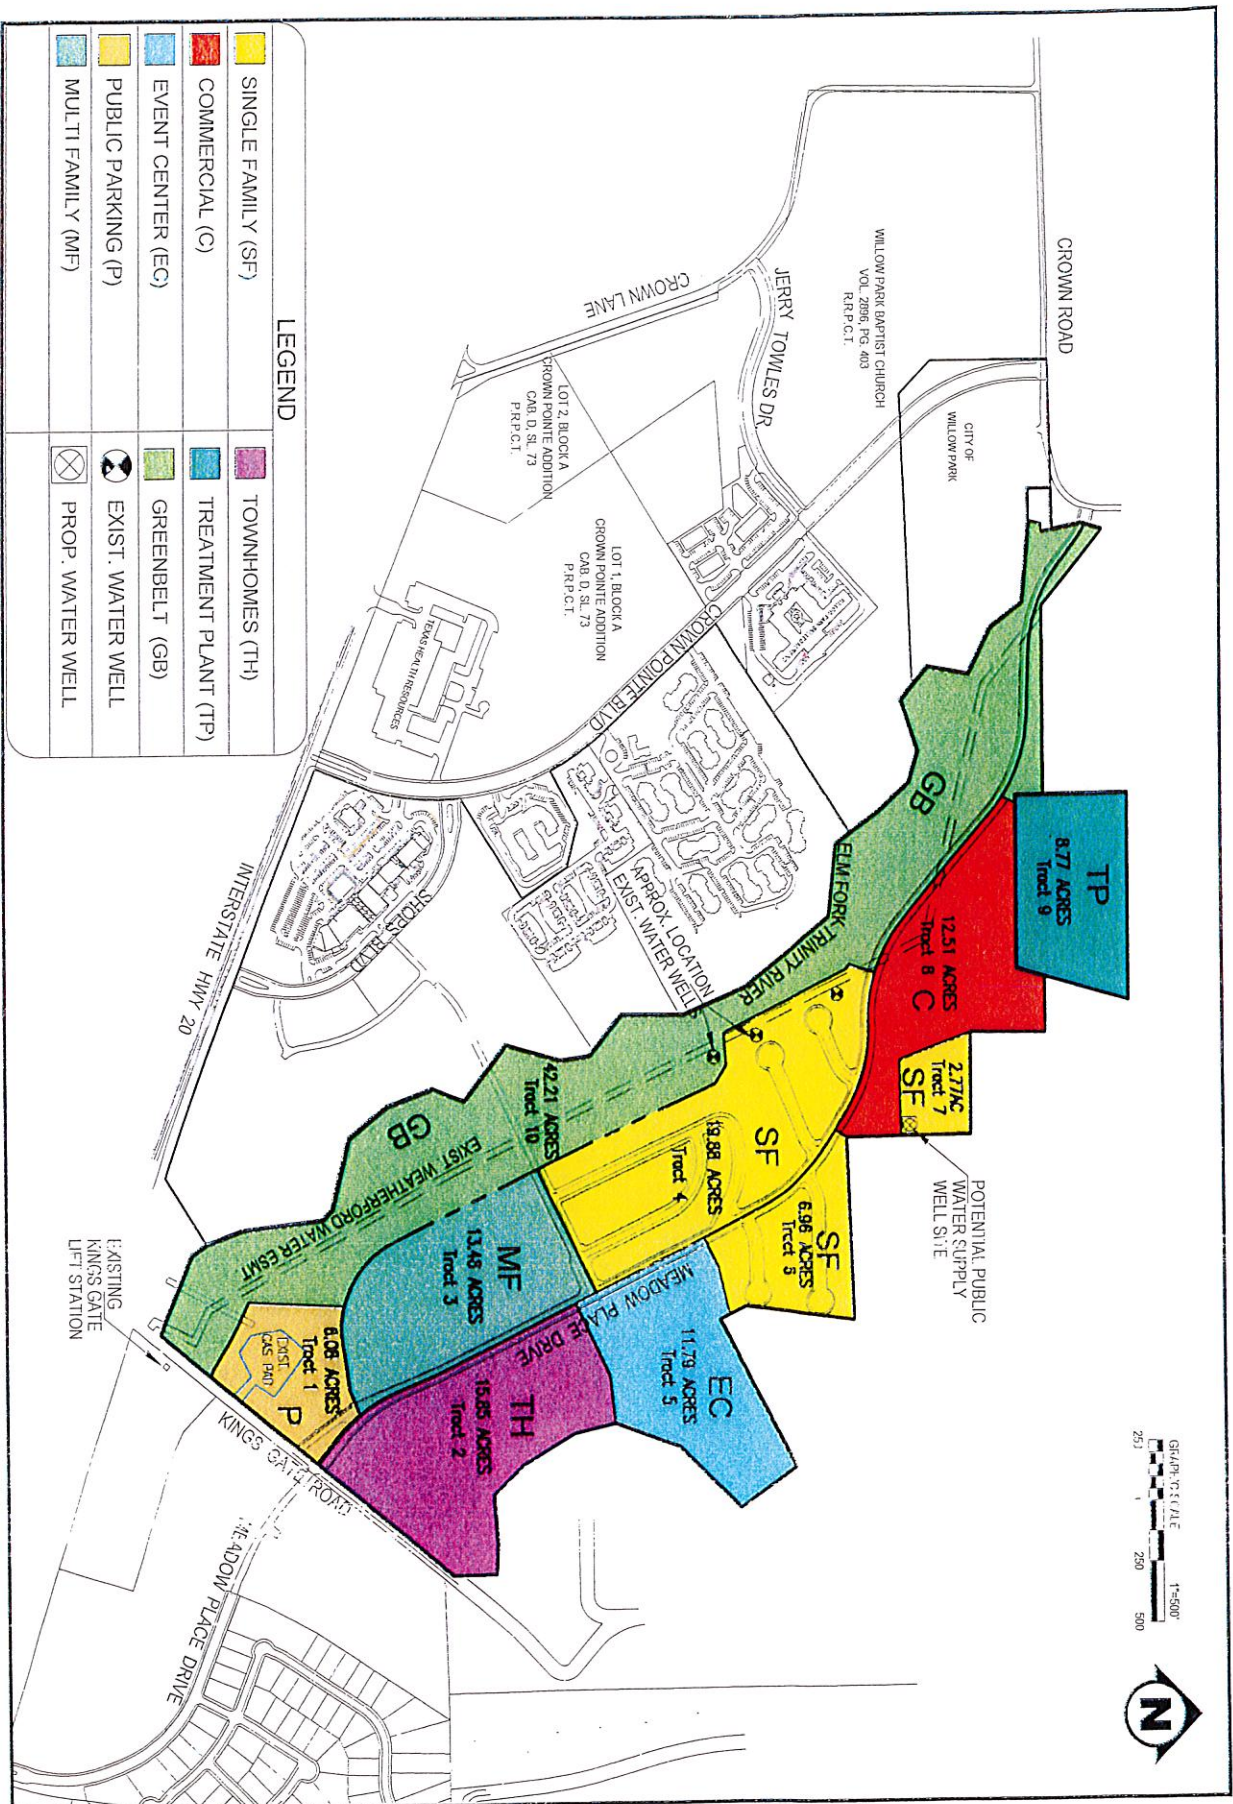 CROWN ROAD
CITY OF
WILLOW PARK
WILLOW PARK BAPTIST CHURCH
VOL. 2896, PG. 403
R.R.P.C.T.
JERRY TOWLES DR
CROWN LANE
LOT 2, BLOCK A
CROWN POINTE ADDITION
CAB. D, SL. 73
P.R.P.C.T.
LOT 1, BLOCK A
CROWN POINTE ADDITION
CAB. D, SL. 73
P.R.P.C.T.
TEXAS HEALTH RESOURCES
CROWN POINTE BLVD
SHOPS BLVD
INTERSTATE HWY 20
APPROX. LOCATION
EXIST. WATER WELL
ELM FORK TRINITY RIVER
GB
TP
8.77 ACRES
Tract 9
12.51 ACRES
Tract 8
C
2.77AC
Tract 7
SF
POTENTIAL PUBLIC
WATER SUPPLY
WELL SITE
SF
19.88 ACRES
Tract 4
SF
6.96 ACRES
Tract
42.21 ACRES
Tract 10
GB
EXIST WEATHERFORD WATER ESMT
MF
13.48 ACRES
Tract 3
MEADOW PLACE DRIVE
EC
11.79 ACRES
Tract 5
TH
15.85 ACRES
Tract 2
6.08 ACRES
Tract 1
P
EXIST.
GAS PAD
KINGS GATE ROAD
EXISTING
KINGS GATE
LIFT STATION
MEADOW PLACE DRIVE
GRAPHIC SCALE
1"=500'
250
500
N
LEGEND
SINGLE FAMILY (SF)
TOWNHOMES (TH)
COMMERCIAL (C)
TREATMENT PLANT (TP)
EVENT CENTER (EC)
GREENBELT (GB)
PUBLIC PARKING (P)
EXIST. WATER WELL
MULTI FAMILY (MF)
PROP. WATER WELL